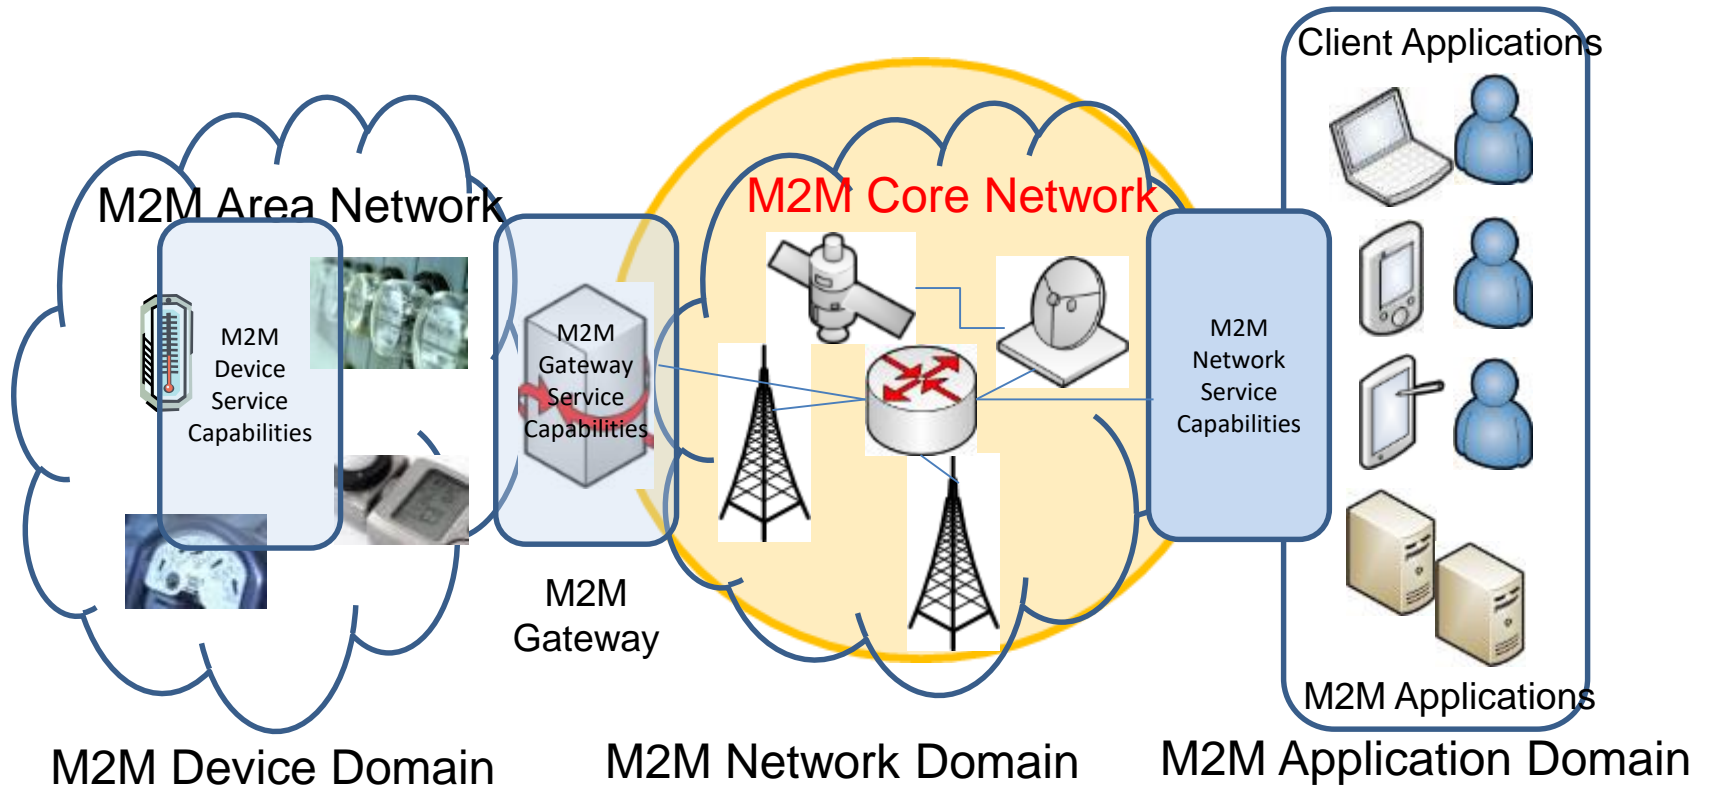 Client Applications
M2M Area Network
M2M Core Network
M2M
Device
Service
Capabilities
M2M
Gateway
Service
Capabilities
M2M
Network
Service
Capabilities
M2M
Gateway
M2M Applications
M2M Device Domain
M2M Network Domain
M2M Application Domain